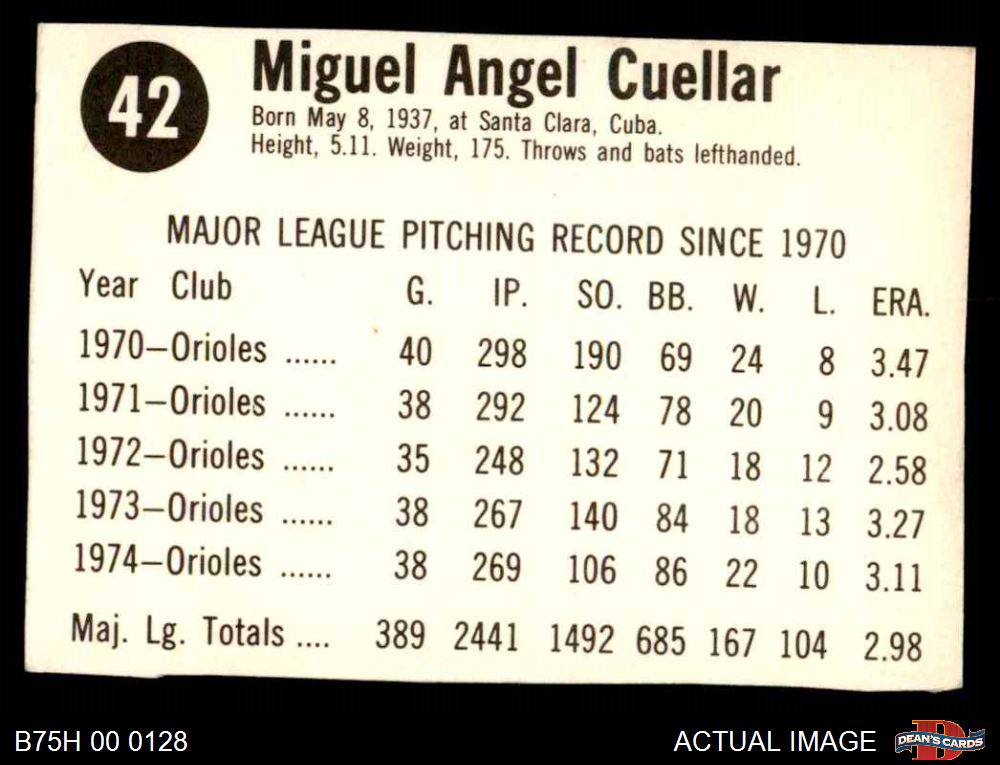 42
Miguel Angel Cuellar
Born May 8, 1937, at Santa Clara, Cuba.
Height, 5.11. Weight, 175. Throws and bats lefthanded.
MAJOR LEAGUE PITCHING RECORD SINCE 1970
Year Club G. IP. SO. BB. W. L. ERA.
1970—Orioles ...... 40 298 190 69 24 8 3.47
1971—Orioles ...... 38 292 124 78 20 9 3.08
1972—Orioles ...... 35 248 132 71 18 12 2.58
1973—Orioles ...... 38 267 140 84 18 13 3.27
1974—Orioles ...... 38 269 106 86 22 10 3.11
Maj. Lg. Totals .... 389 2441 1492 685 167 104 2.98
B75H 00 0128
ACTUAL IMAGE
DEAN'S CARDS